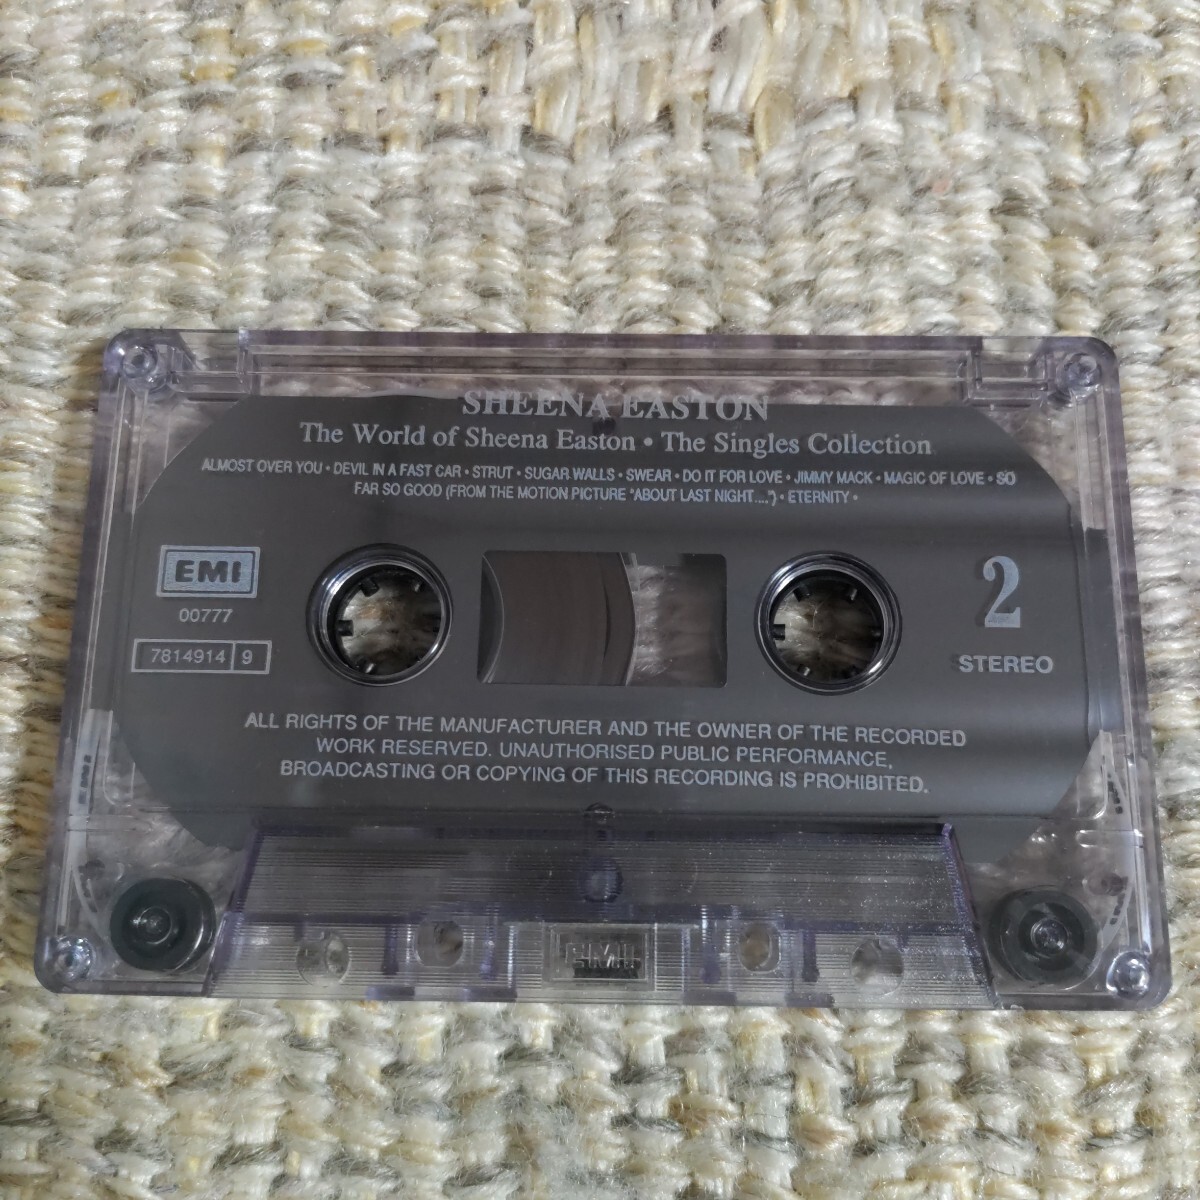 SHEENA EASTON
The World of Sheena Easton • The Singles Collection
ALMOST OVER YOU • DEVIL IN A FAST CAR • STRUT • SUGAR WALLS • SWEAR • DO IT FOR LOVE • JIMMY MACK • MAGIC OF LOVE • SO
FAR SO GOOD (FROM THE MOTION PICTURE "ABOUT LAST NIGHT....") • ETERNITY •
EMI
00777
7814914 9
2
STEREO
ALL RIGHTS OF THE MANUFACTURER AND THE OWNER OF THE RECORDED
WORK RESERVED. UNAUTHORISED PUBLIC PERFORMANCE,
BROADCASTING OR COPYING OF THIS RECORDING IS PROHIBITED.
EMI